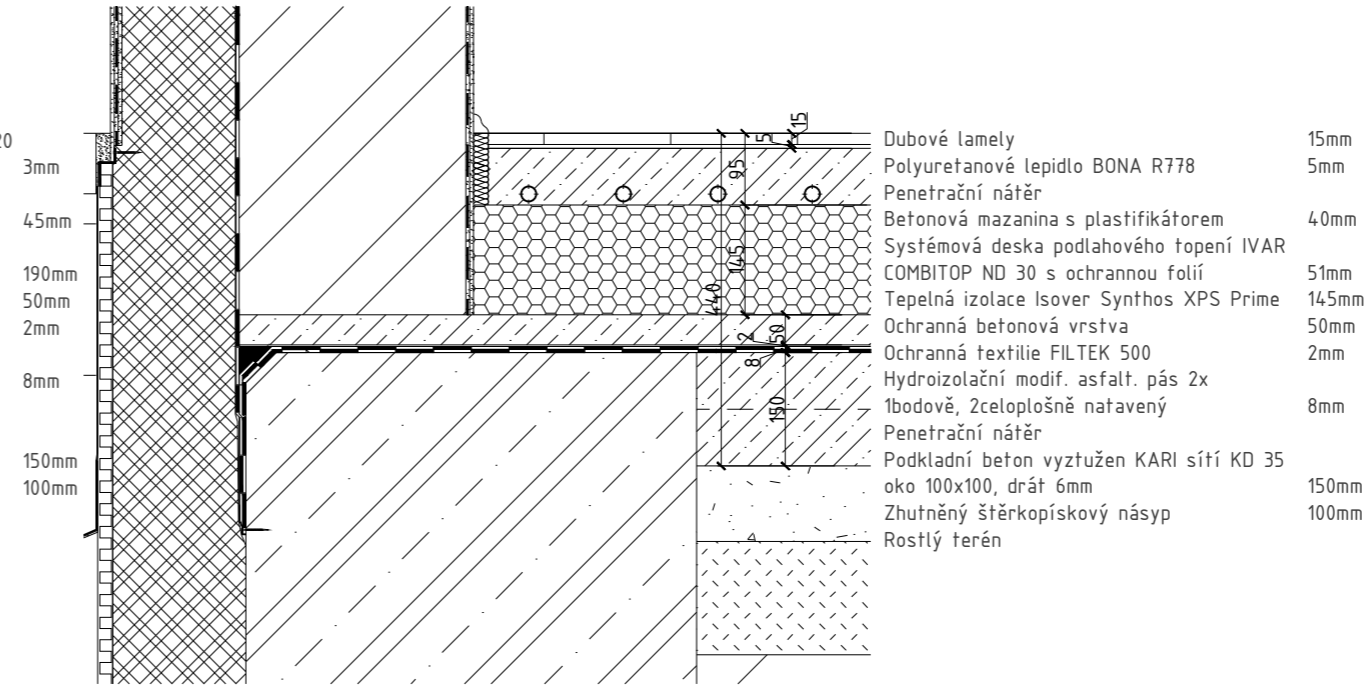 20
3mm
45mm
190mm
50mm
2mm
8mm
150mm
100mm
15
5
95
145
440
2
50
8
150
Dubové lamely 15mm
Polyuretanové lepidlo BONA R778 5mm
Penetrační nátěr
Betonová mazanina s plastifikátorem 40mm
Systémová deska podlahového topení IVAR
COMBITOP ND 30 s ochrannou folií 51mm
Tepelná izolace Isover Synthos XPS Prime 145mm
Ochranná betonová vrstva 50mm
Ochranná textilie FILTEK 500 2mm
Hydroizolační modif. asfalt. pás 2x
1bodově, 2celoplošně natavený 8mm
Penetrační nátěr
Podkladní beton vyztužen KARI sítí KD 35
oko 100x100, drát 6mm 150mm
Zhutněný štěrkopískový násyp 100mm
Rostlý terén